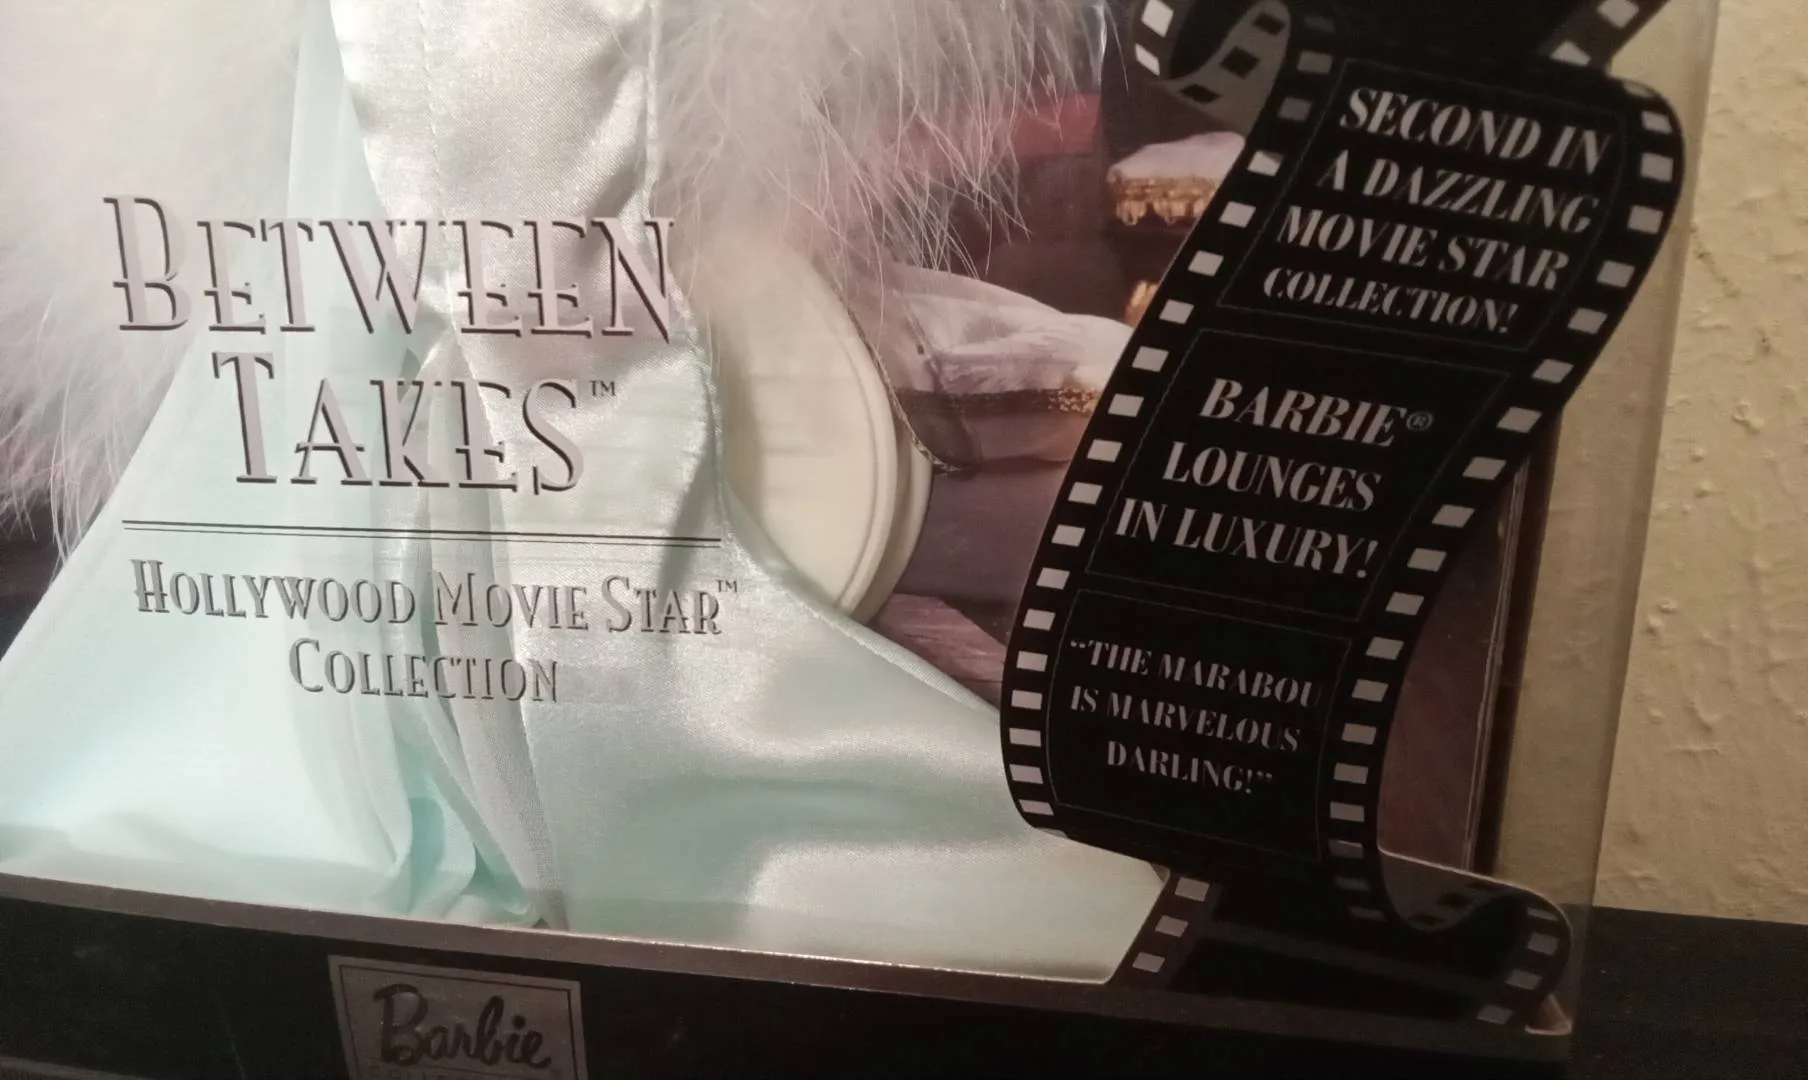 BETWEEN
TAKES™
HOLLYWOOD MOVIE STAR™
COLLECTION
SECOND IN
A DAZZLING
MOVIE STAR
COLLECTION!
BARBIE®
LOUNGES
IN LUXURY!
“THE MARABOU
IS MARVELOUS
DARLING!”
Barbie